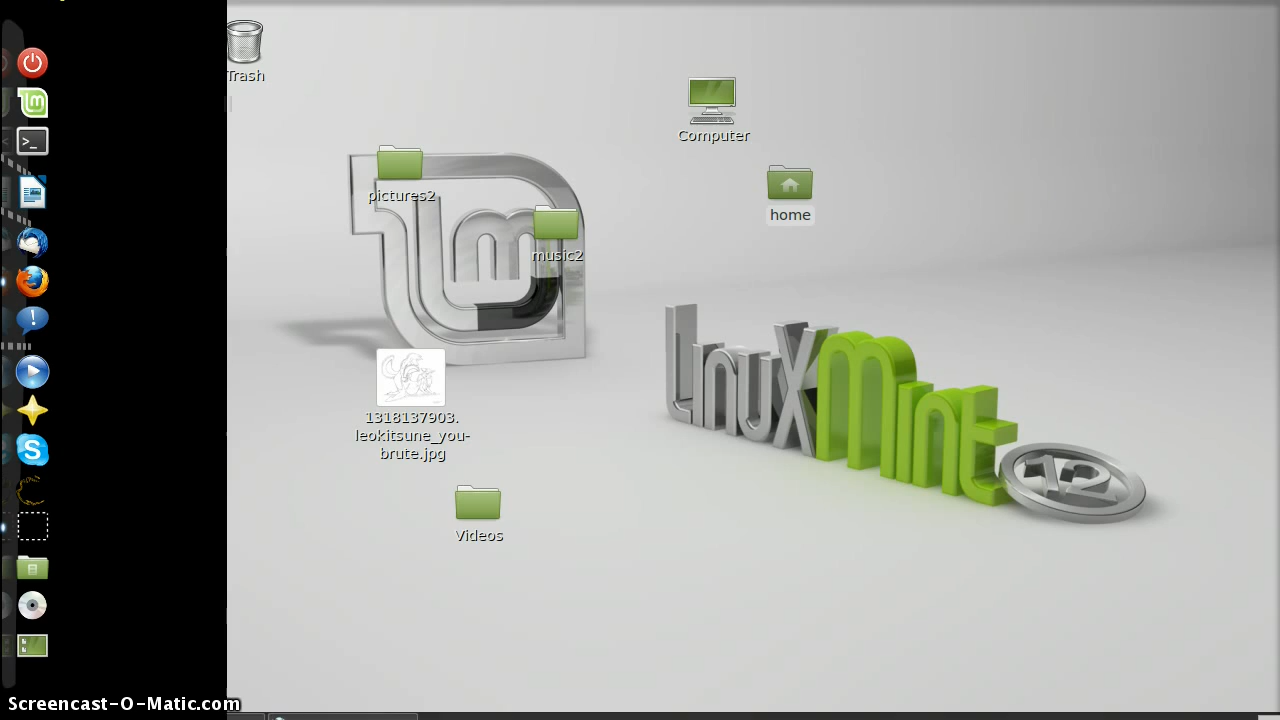 Trash
Computer
pictures2
home
music2
LinuxMint
12
1318137903.
leokitsune_you-
brute.jpg
Videos
Screencast-O-Matic.com